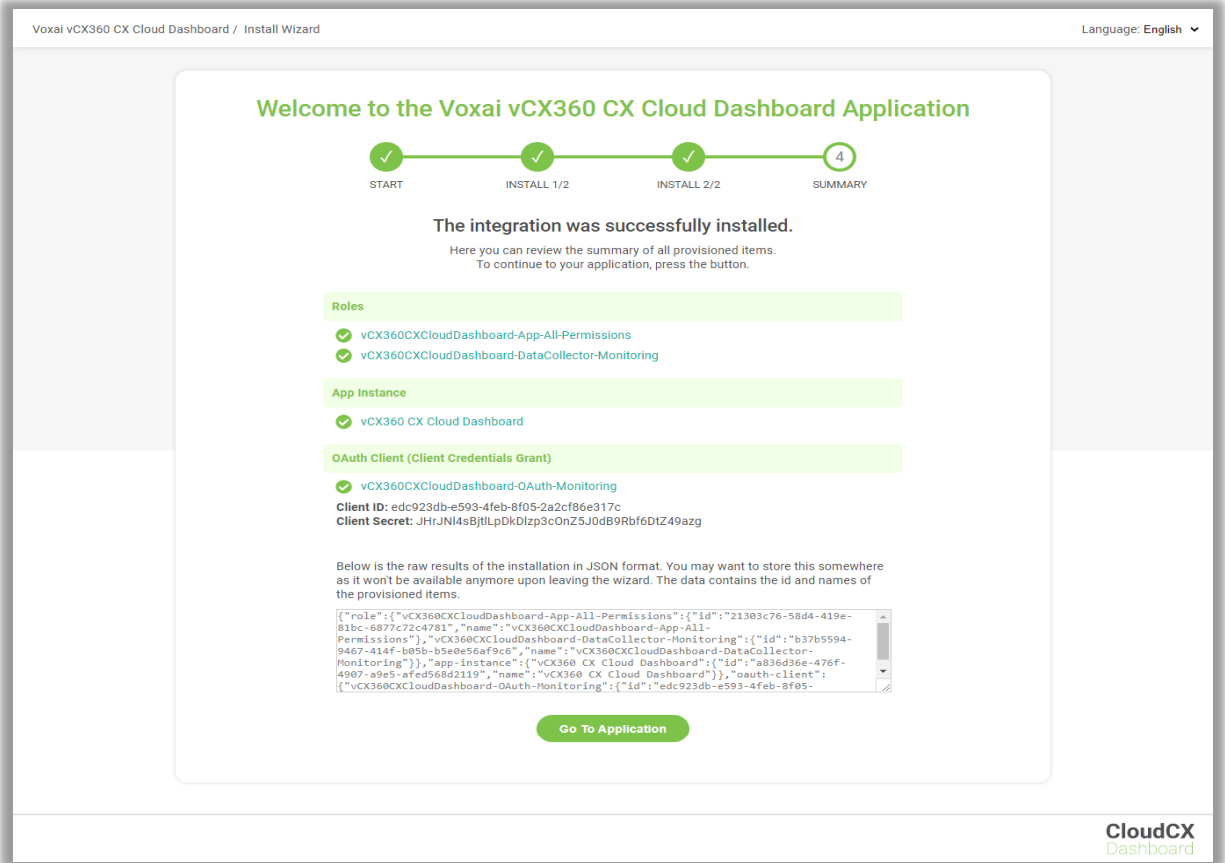 Voxai vCX360 CX Cloud Dashboard / Install Wizard
Language: English
Welcome to the Voxai vCX360 CX Cloud Dashboard Application
4
START
INSTALL 1/2
INSTALL 2/2
SUMMARY
The integration was successfully installed.
Here you can review the summary of all provisioned items.
To continue to your application, press the button.
Roles
vCX360CXCloudDashboard-App-All-Permissions
vCX360CXCloudDashboard-DataCollector-Monitoring
App Instance
vCX360 CX Cloud Dashboard
OAuth Client (Client Credentials Grant)
vCX360CXCloudDashboard-OAuth-Monitoring
Client ID: edc923db-e593-4feb-8f05-2a2cf86e317c
Client Secret: JHrJNl4sBjtlLpDkDlzp3cOnZ5J0dB9Rbf6DtZ49azg
Below is the raw results of the installation in JSON format. You may want to store this somewhere
as it won't be available anymore upon leaving the wizard. The data contains the id and names of
the provisioned items.
{"role":{"vCX360CXCloudDashboard-App-All-Permissions":{"id":"21303c76-58d4-419e-
81bc-6877c72c4781","name":"vCX360CXCloudDashboard-App-All-
Permissions"},"vCX360CXCloudDashboard-DataCollector-Monitoring":{"id":"b37b5594-
9467-414f-b05b-b5e0e56af9c6","name":"vCX360CXCloudDashboard-DataCollector-
Monitoring"}},"app-instance":{"vCX360 CX Cloud Dashboard":{"id":"a836d36e-476f-
4907-a9e5-afed568d2119","name":"vCX360 CX Cloud Dashboard"}},"oauth-client":
{"vCX360CXCloudDashboard-OAuth-Monitoring":{"id":"edc923db-e593-4feb-8f05-
Go To Application
CloudCX
Dashboard